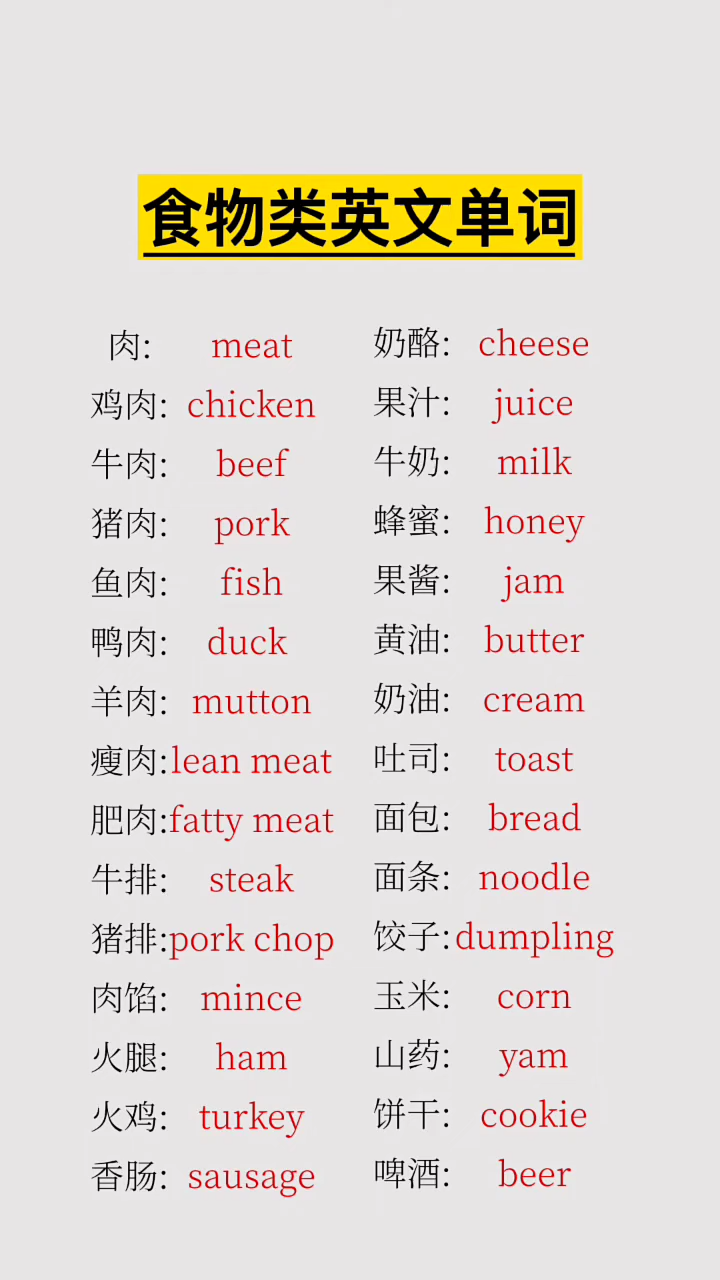 食物类英文单词
肉: meat
鸡肉: chicken
牛肉: beef
猪肉: pork
鱼肉: fish
鸭肉: duck
羊肉: mutton
瘦肉:lean meat
肥肉:fatty meat
牛排: steak
猪排:pork chop
肉馅: mince
火腿: ham
火鸡: turkey
香肠: sausage
奶酪: cheese
果汁: juice
牛奶: milk
蜂蜜: honey
果酱: jam
黄油: butter
奶油: cream
吐司: toast
面包: bread
面条: noodle
饺子:dumpling
玉米: corn
山药: yam
饼干: cookie
啤酒: beer